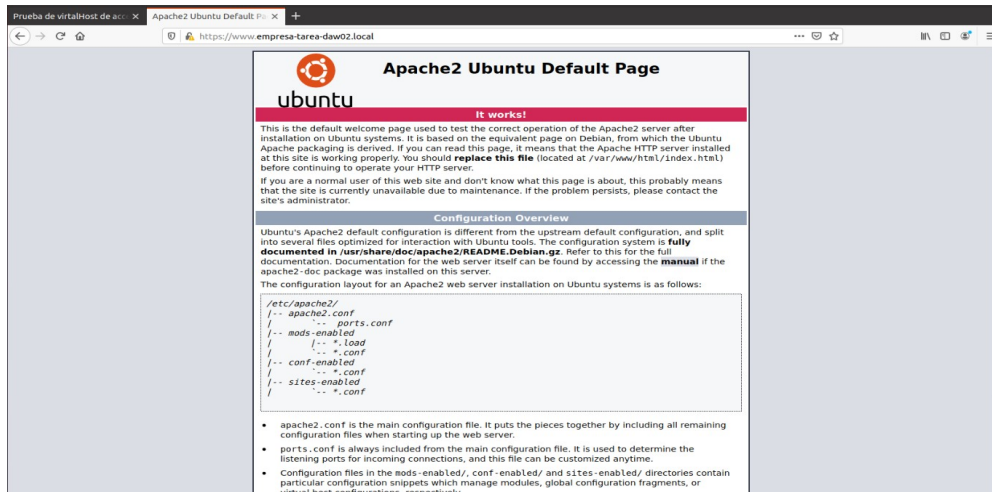 Prueba de virtalHost de acc
Apache2 Ubuntu Default Pa
https://www.empresa-tarea-daw02.local
ubuntu
Apache2 Ubuntu Default Page
It works!
This is the default welcome page used to test the correct operation of the Apache2 server after
installation on Ubuntu systems. It is based on the equivalent page on Debian, from which the Ubuntu
Apache packaging is derived. If you can read this page, it means that the Apache HTTP server installed
at this site is working properly. You should replace this file (located at /var/www/html/index.html)
before continuing to operate your HTTP server.
If you are a normal user of this web site and don't know what this page is about, this probably means
that the site is currently unavailable due to maintenance. If the problem persists, please contact the
site's administrator.
Configuration Overview
Ubuntu's Apache2 default configuration is different from the upstream default configuration, and split
into several files optimized for interaction with Ubuntu tools. The configuration system is fully
documented in /usr/share/doc/apache2/README.Debian.gz. Refer to this for the full
documentation. Documentation for the web server itself can be found by accessing the manual if the
apache2-doc package was installed on this server.
The configuration layout for an Apache2 web server installation on Ubuntu systems is as follows:
/etc/apache2/
|-- apache2.conf
|       `--  ports.conf
|-- mods-enabled
|       |-- *.load
|       `-- *.conf
|-- conf-enabled
|       `-- *.conf
|-- sites-enabled
|       `-- *.conf
• apache2.conf is the main configuration file. It puts the pieces together by including all remaining
configuration files when starting up the web server.
• ports.conf is always included from the main configuration file. It is used to determine the
listening ports for incoming connections, and this file can be customized anytime.
• Configuration files in the mods-enabled/, conf-enabled/ and sites-enabled/ directories contain
particular configuration snippets which manage modules, global configuration fragments, or
virtual host configurations, respectively.